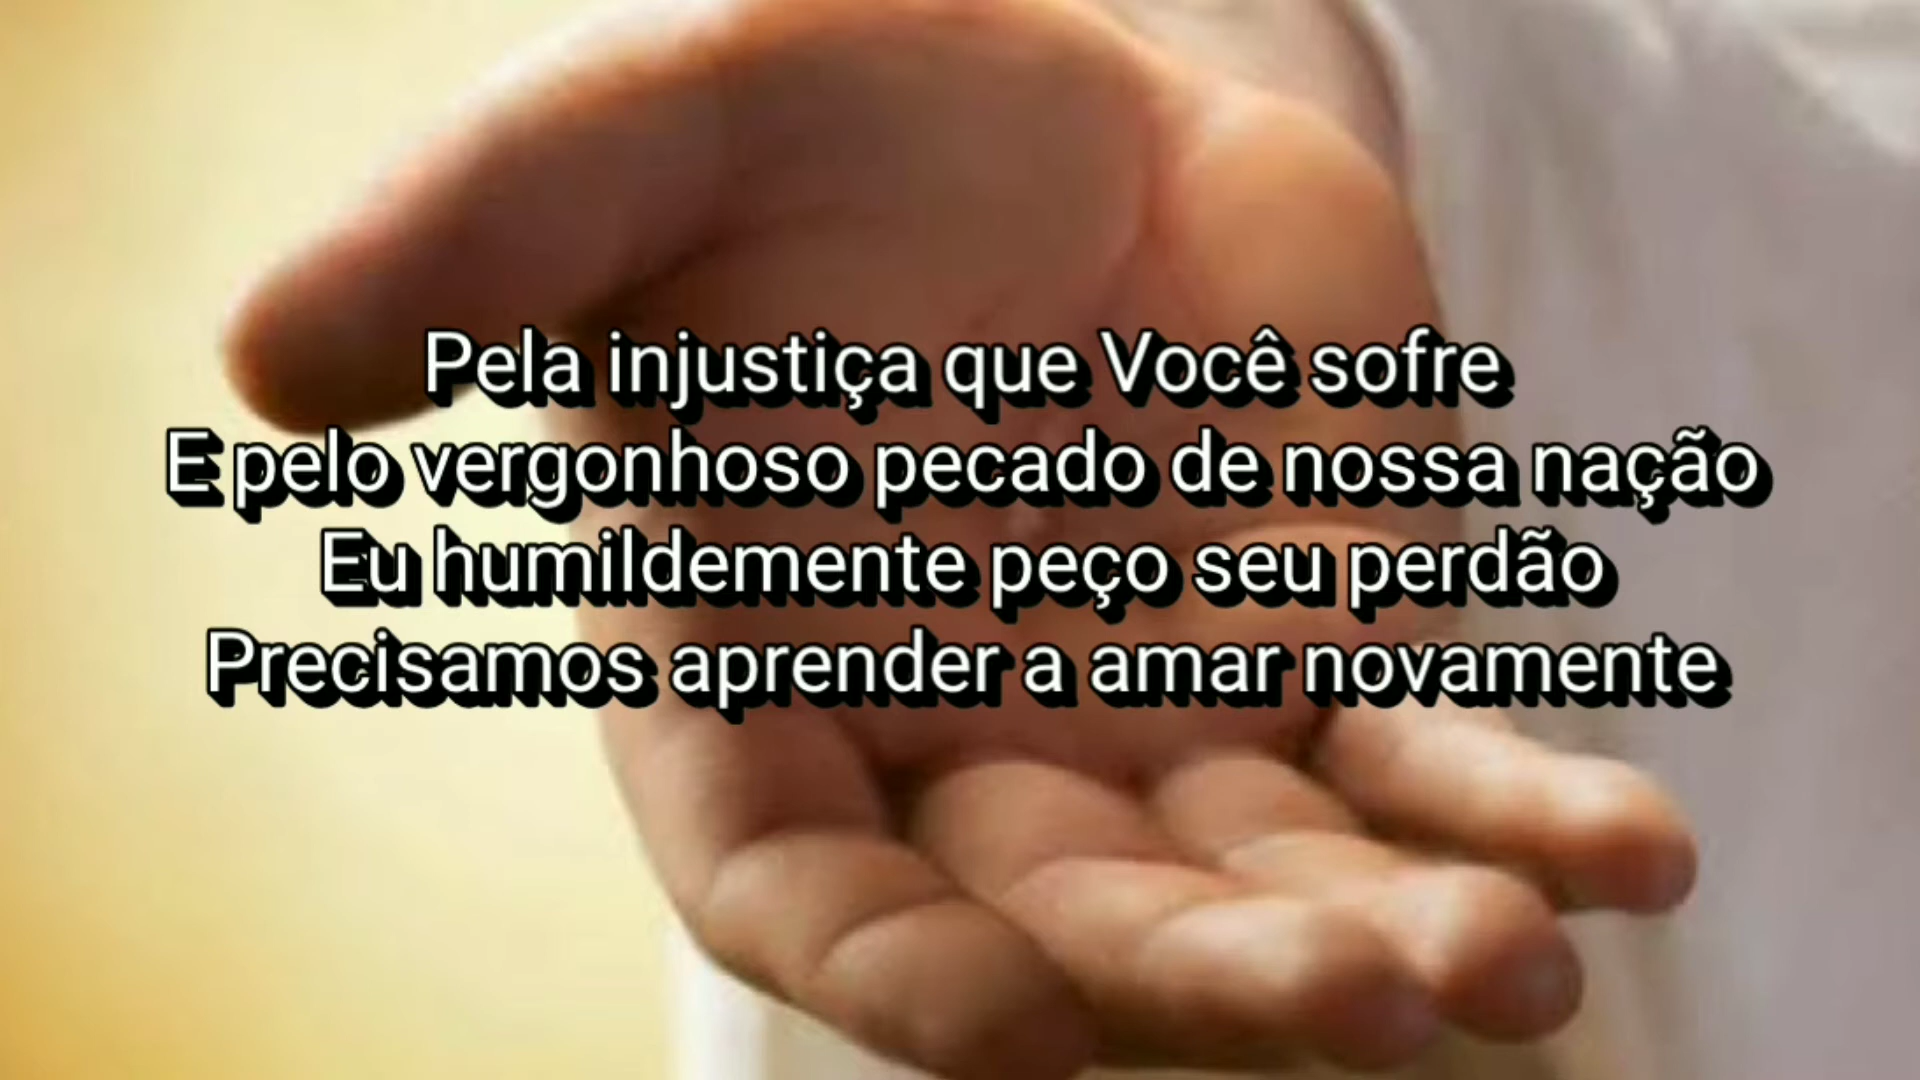 Pela injustiça que Você sofre
E pelo vergonhoso pecado de nossa nação
Eu humildemente peço seu perdão
Precisamos aprender a amar novamente